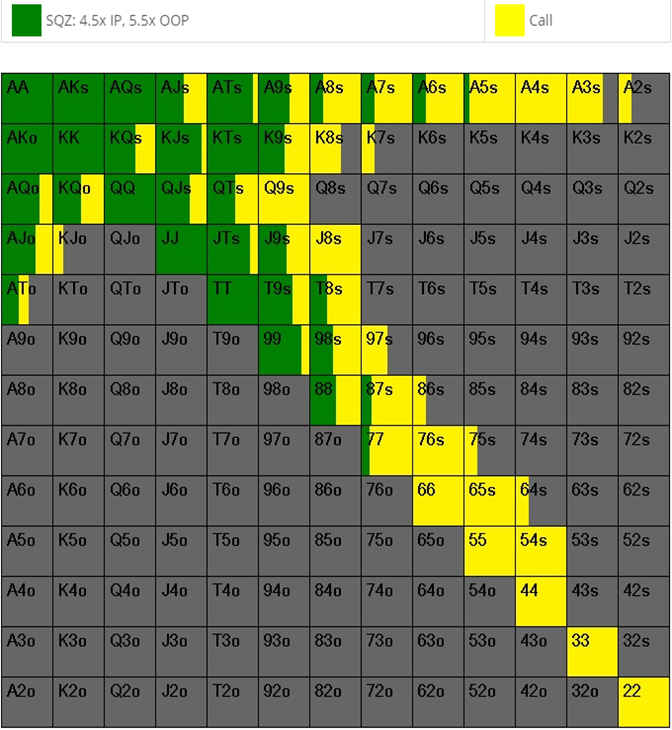 SQZ: 4.5x IP, 5.5x OOP Call
AA AKs AQs AJs ATs A9s A8s A7s A6s A5s A4s A3s A2s
AKo KK KQs KJs KTs K9s K8s K7s K6s K5s K4s K3s K2s
AQo KQo QQ QJs QTs Q9s Q8s Q7s Q6s Q5s Q4s Q3s Q2s
AJo KJo QJo JJ JTs J9s J8s J7s J6s J5s J4s J3s J2s
ATo KTo QTo JTo TT T9s T8s T7s T6s T5s T4s T3s T2s
A9o K9o Q9o J9o T9o 99 98s 97s 96s 95s 94s 93s 92s
A8o K8o Q8o J8o T8o 98o 88 87s 86s 85s 84s 83s 82s
A7o K7o Q7o J7o T7o 97o 87o 77 76s 75s 74s 73s 72s
A6o K6o Q6o J6o T6o 96o 86o 76o 66 65s 64s 63s 62s
A5o K5o Q5o J5o T5o 95o 85o 75o 65o 55 54s 53s 52s
A4o K4o Q4o J4o T4o 94o 84o 74o 64o 54o 44 43s 42s
A3o K3o Q3o J3o T3o 93o 83o 73o 63o 53o 43o 33 32s
A2o K2o Q2o J2o T2o 92o 82o 72o 62o 52o 42o 32o 22